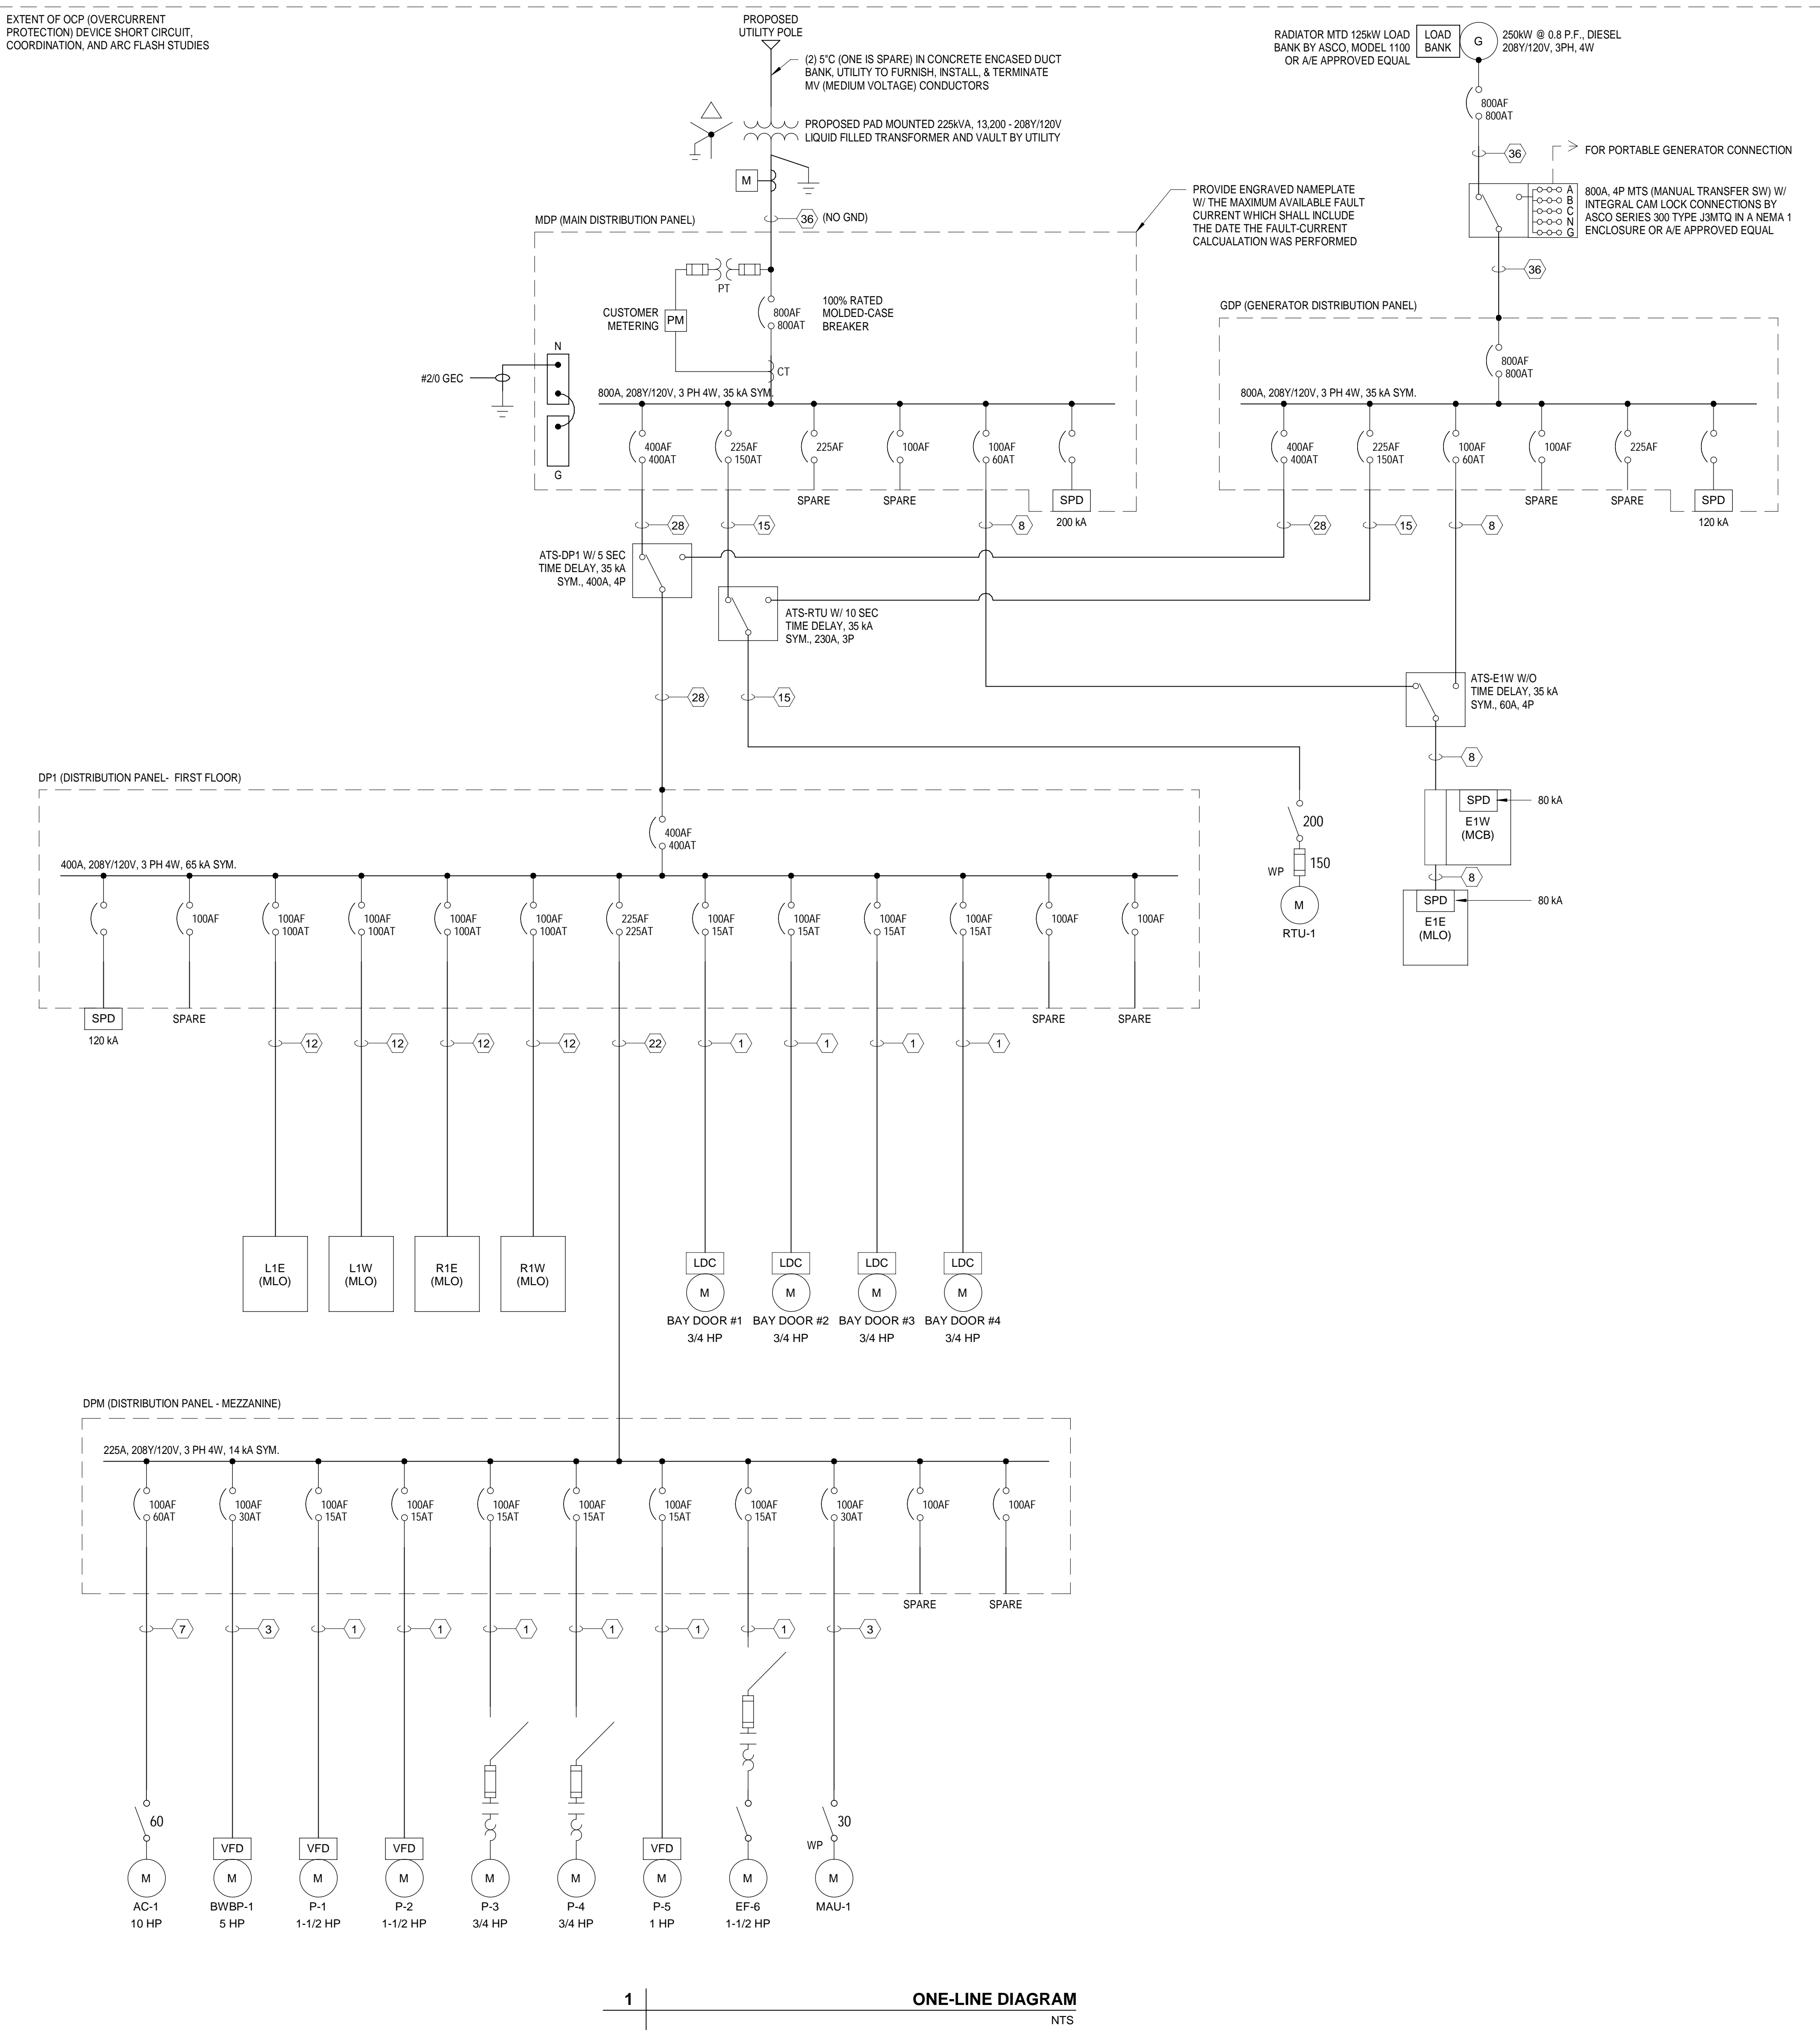 EXTENT OF OCP (OVERCURRENT
PROTECTION) DEVICE SHORT CIRCUIT,
COORDINATION, AND ARC FLASH STUDIES
PROPOSED
UTILITY POLE
(2) 5"C (ONE IS SPARE) IN CONCRETE ENCASED DUCT
BANK, UTILITY TO FURNISH, INSTALL, & TERMINATE
MV (MEDIUM VOLTAGE) CONDUCTORS
PROPOSED PAD MOUNTED 225kVA, 13,200 - 208Y/120V
LIQUID FILLED TRANSFORMER AND VAULT BY UTILITY
M
36
(NO GND)
RADIATOR MTD 125kW LOAD
BANK BY ASCO, MODEL 1100
OR A/E APPROVED EQUAL
LOAD
BANK
G
250kW @ 0.8 P.F., DIESEL
208Y/120V, 3PH, 4W
800AF
800AT
36
FOR PORTABLE GENERATOR CONNECTION
A
B
C
N
G
800A, 4P MTS (MANUAL TRANSFER SW) W/
INTEGRAL CAM LOCK CONNECTIONS BY
ASCO SERIES 300 TYPE J3MTQ IN A NEMA 1
ENCLOSURE OR A/E APPROVED EQUAL
36
PROVIDE ENGRAVED NAMEPLATE
W/ THE MAXIMUM AVAILABLE FAULT
CURRENT WHICH SHALL INCLUDE
THE DATE THE FAULT-CURRENT
CALCUALATION WAS PERFORMED
MDP (MAIN DISTRIBUTION PANEL)
PT
CUSTOMER
METERING
PM
800AF
800AT
100% RATED
MOLDED-CASE
BREAKER
CT
N
#2/0 GEC
G
800A, 208Y/120V, 3 PH 4W, 35 kA SYM.
400AF
400AT
225AF
150AT
225AF
100AF
100AF
60AT
SPARE
SPARE
SPD
200 kA
GDP (GENERATOR DISTRIBUTION PANEL)
800AF
800AT
800A, 208Y/120V, 3 PH 4W, 35 kA SYM.
400AF
400AT
225AF
150AT
100AF
60AT
100AF
225AF
SPARE
SPARE
SPD
120 kA
28
15
8
28
15
8
ATS-DP1 W/ 5 SEC
TIME DELAY, 35 kA
SYM., 400A, 4P
ATS-RTU W/ 10 SEC
TIME DELAY, 35 kA
SYM., 230A, 3P
ATS-E1W W/O
TIME DELAY, 35 kA
SYM., 60A, 4P
28
15
8
SPD
80 kA
E1W
(MCB)
8
SPD
80 kA
E1E
(MLO)
200
WP
150
M
RTU-1
DP1 (DISTRIBUTION PANEL- FIRST FLOOR)
400AF
400AT
400A, 208Y/120V, 3 PH 4W, 65 kA SYM.
100AF
100AF
100AT
100AF
100AT
100AF
100AT
100AF
100AT
225AF
225AT
100AF
15AT
100AF
15AT
100AF
15AT
100AF
15AT
100AF
100AF
SPD
120 kA
SPARE
SPARE
SPARE
12
12
12
12
22
1
1
1
1
L1E
(MLO)
L1W
(MLO)
R1E
(MLO)
R1W
(MLO)
LDC
LDC
LDC
LDC
M
M
M
M
BAY DOOR #1
3/4 HP
BAY DOOR #2
3/4 HP
BAY DOOR #3
3/4 HP
BAY DOOR #4
3/4 HP
DPM (DISTRIBUTION PANEL - MEZZANINE)
225A, 208Y/120V, 3 PH 4W, 14 kA SYM.
100AF
60AT
100AF
30AT
100AF
15AT
100AF
15AT
100AF
15AT
100AF
15AT
100AF
15AT
100AF
15AT
100AF
30AT
100AF
100AF
SPARE
SPARE
7
3
1
1
1
1
1
1
3
60
30
WP
VFD
VFD
VFD
VFD
M
M
M
M
M
M
M
M
M
AC-1
10 HP
BWBP-1
5 HP
P-1
1-1/2 HP
P-2
1-1/2 HP
P-3
3/4 HP
P-4
3/4 HP
P-5
1 HP
EF-6
1-1/2 HP
MAU-1
1
ONE-LINE DIAGRAM
NTS